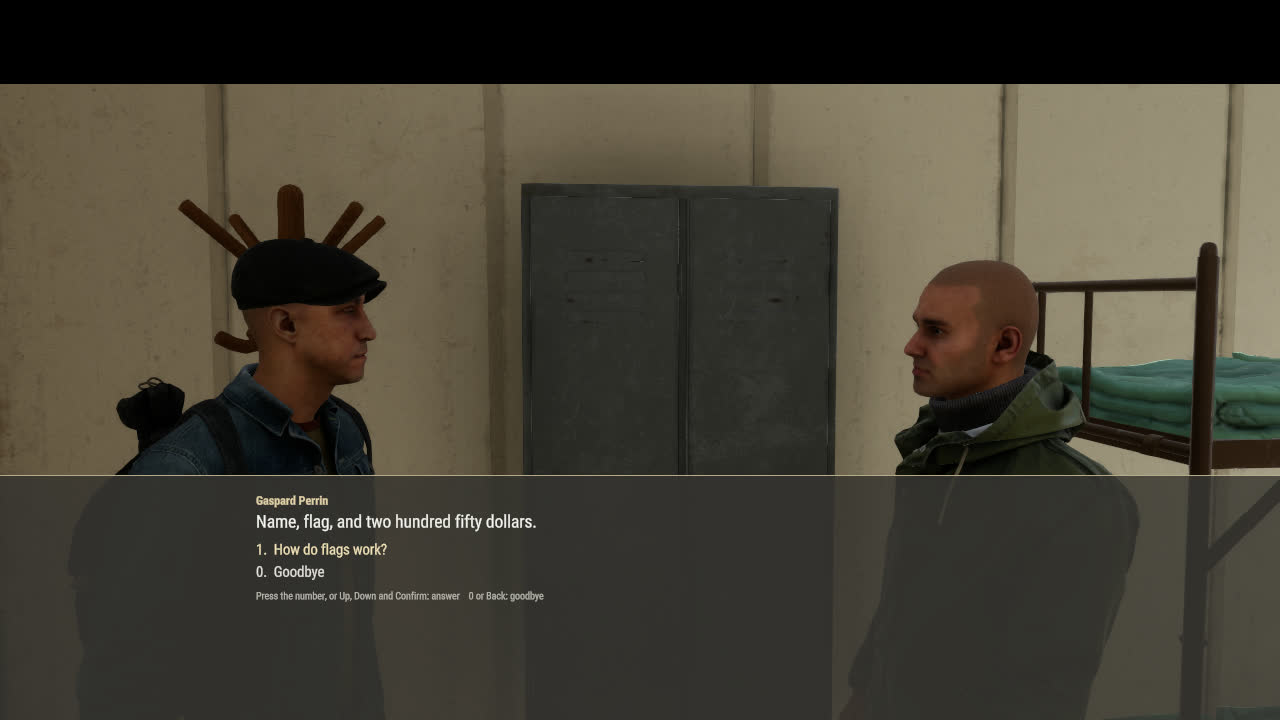 Gaspard Perrin
Name, flag, and two hundred fifty dollars.
1. How do flags work?
0. Goodbye
Press the number, or Up, Down and Confirm: answer 0 or Back: goodbye